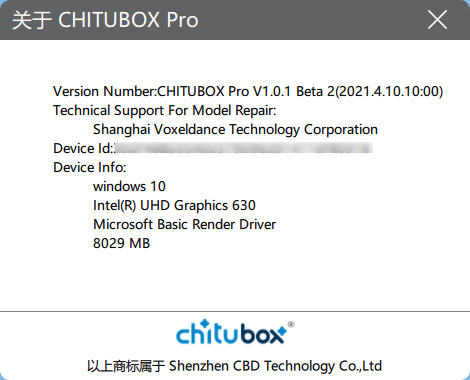 关于 CHITUBOX Pro
Version Number:CHITUBOX Pro V1.0.1 Beta 2(2021.4.10.10:00)
Technical Support For Model Repair:
Shanghai Voxeldance Technology Corporation
Device Id:
Device Info:
windows 10
Intel(R) UHD Graphics 630
Microsoft Basic Render Driver
8029 MB
chitubox®
以上商标属于 Shenzhen CBD Technology Co.,Ltd